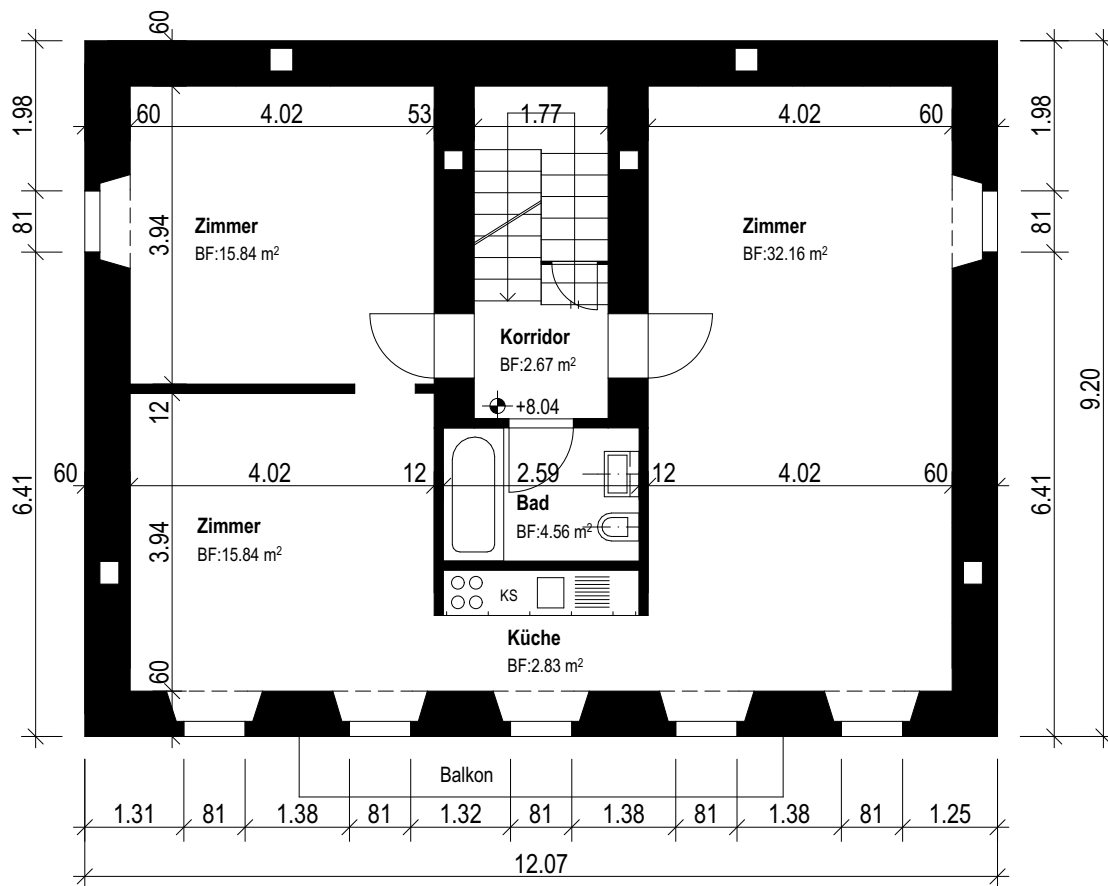 60
1.98
81
6.41
60
4.02
53
1.77
4.02
60
1.98
81
6.41
9.20
3.94
Zimmer
BF:15.84 m²
Zimmer
BF:32.16 m²
Korridor
BF:2.67 m²
+8.04
12
60
4.02
12
2.59
12
4.02
60
Bad
BF:4.56 m²
Zimmer
BF:15.84 m²
3.94
KS
Küche
BF:2.83 m²
60
Balkon
1.31
81
1.38
81
1.32
81
1.38
81
1.38
81
1.25
12.07